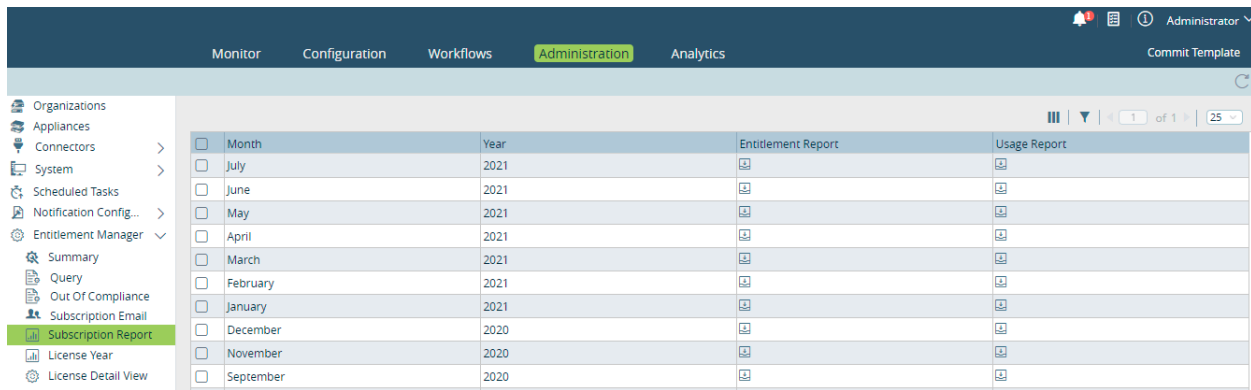 1 Administrator
Monitor Configuration Workflows Administration Analytics Commit Template
Organizations
Appliances
Connectors
System
Scheduled Tasks
Notification Config...
Entitlement Manager
Summary
Query
Out Of Compliance
Subscription Email
Subscription Report
License Year
License Detail View
1 of 1 25
Month Year Entitlement Report Usage Report
July 2021
June 2021
May 2021
April 2021
March 2021
February 2021
January 2021
December 2020
November 2020
September 2020